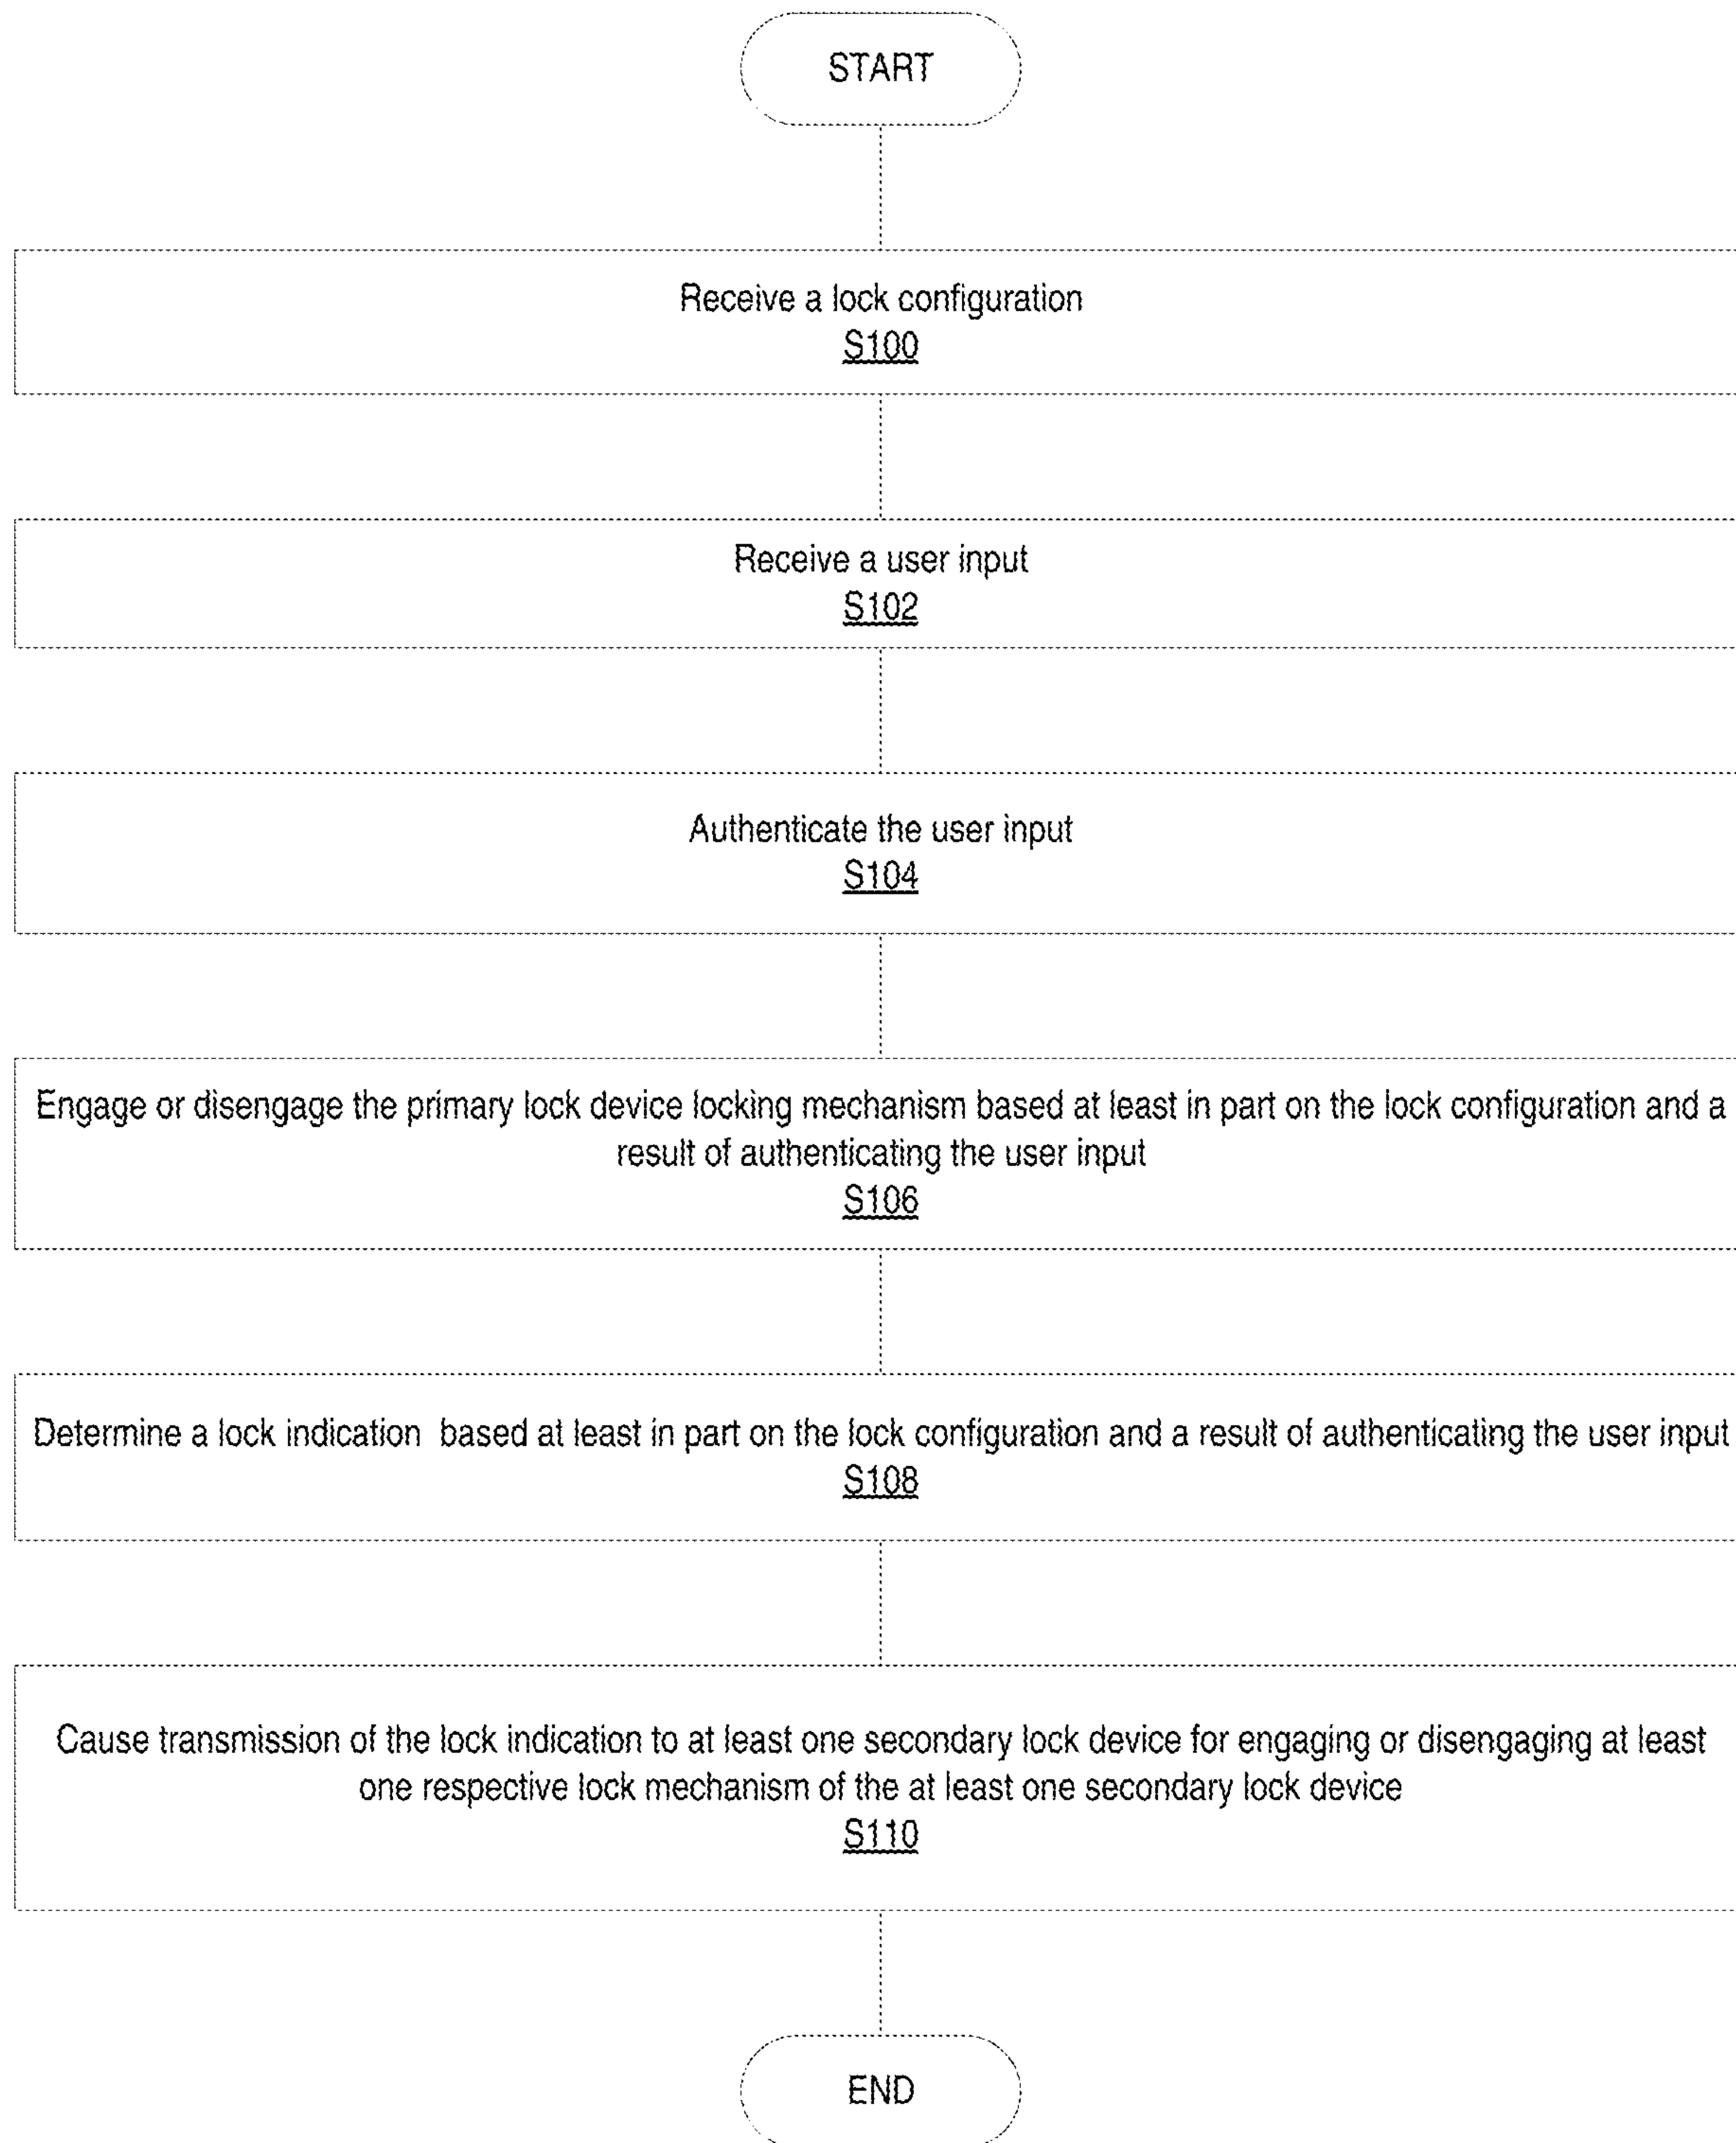 START
Receive a lock configuration
S100
Receive a user input
S102
Authenticate the user input
S104
Engage or disengage the primary lock device locking mechanism based at least in part on the lock configuration and a
result of authenticating the user input
S106
Determine a lock indication based at least in part on the lock configuration and a result of authenticating the user input
S108
Cause transmission of the lock indication to at least one secondary lock device for engaging or disengaging at least
one respective lock mechanism of the at least one secondary lock device
S110
END